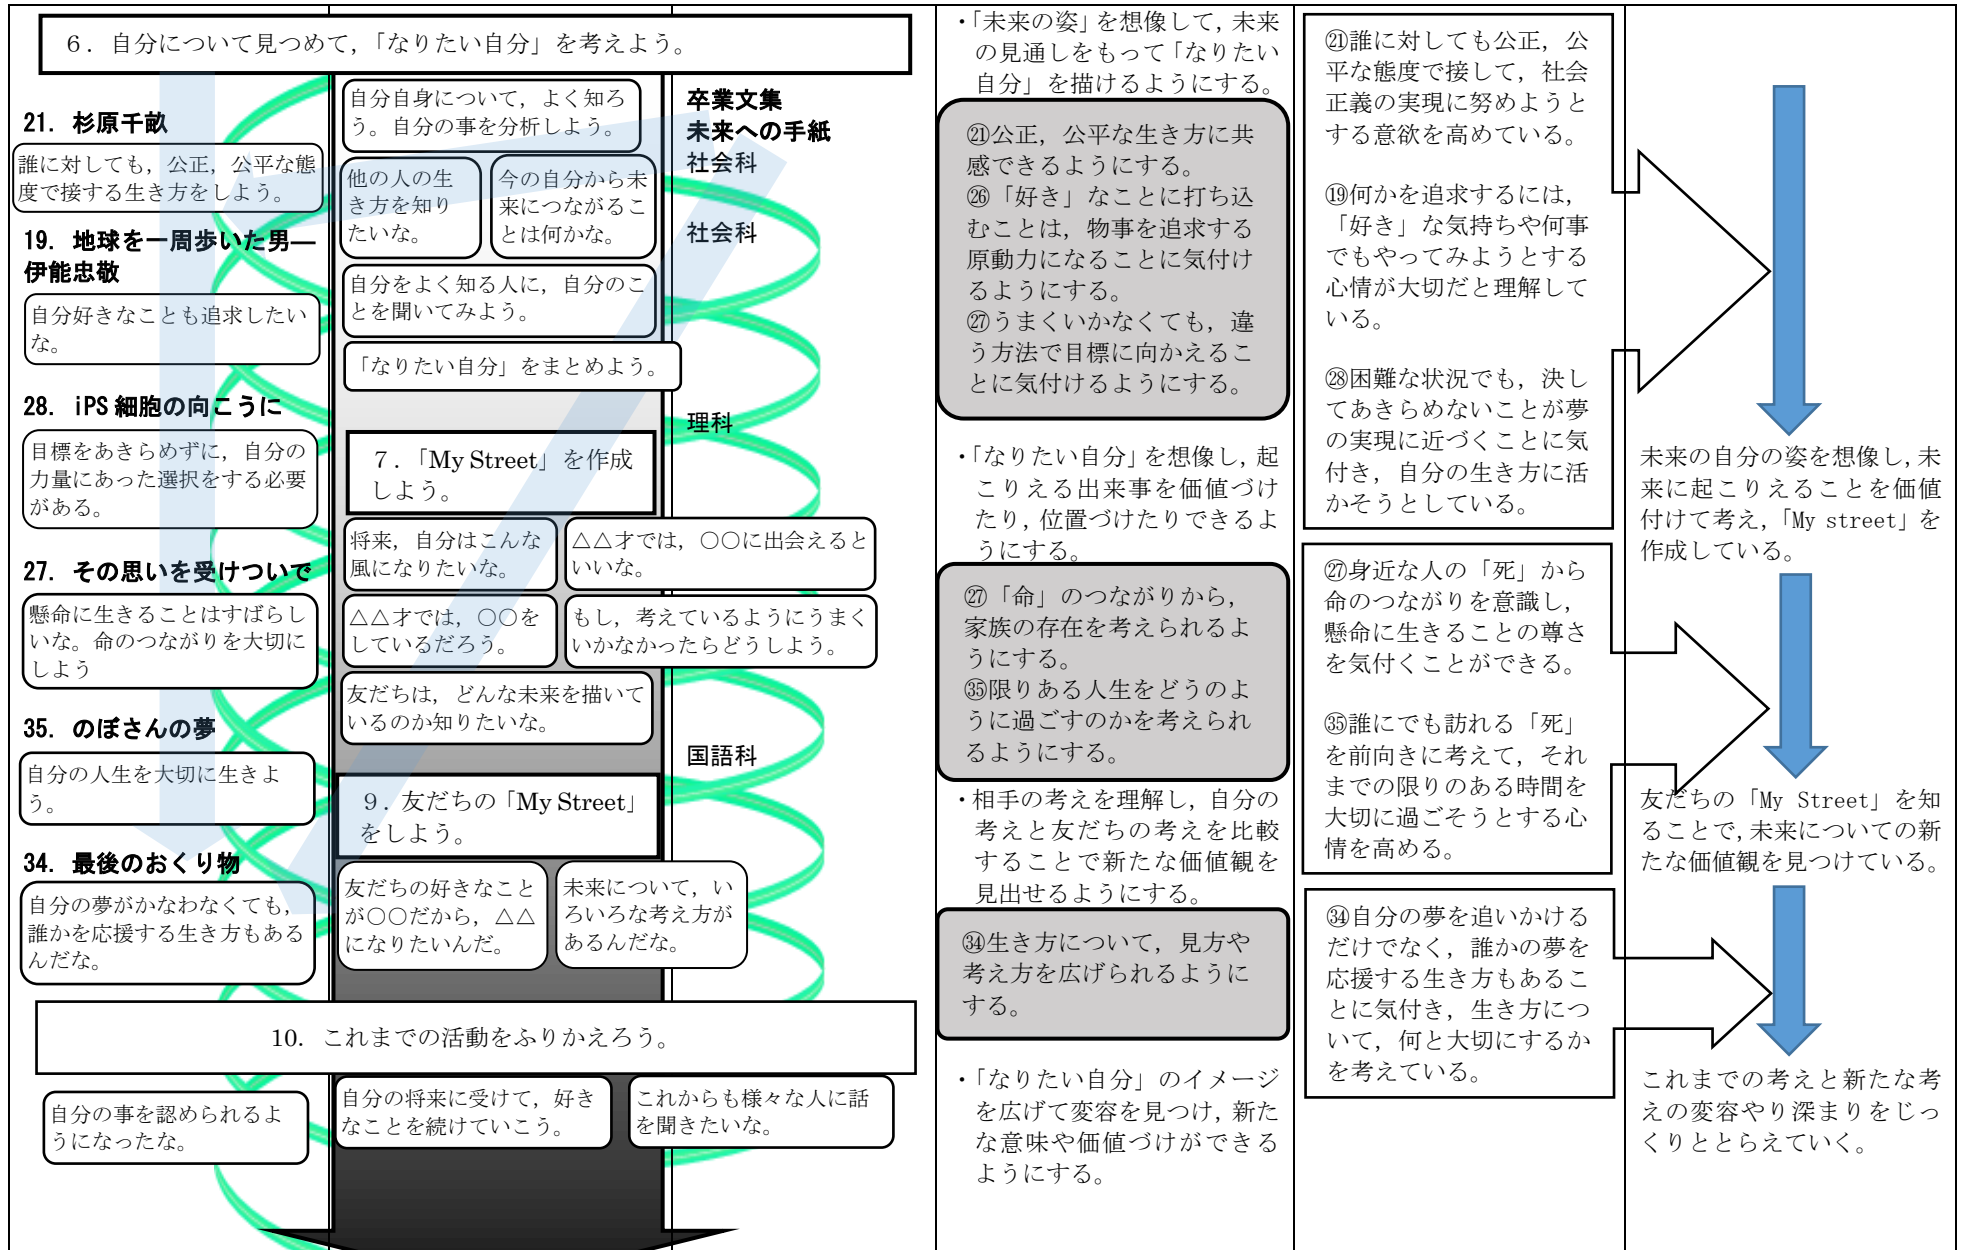 ６．自分について見つめて，「なりたい自分」を考えよう。
21. 杉原千畝
誰に対しても，公正，公平な態
度で接する生き方をしよう。
19. 地球を一周歩いた男―
伊能忠敬
自分好きなことも追求したい
な。
28. iPS 細胞の向こうに
目標をあきらめずに，自分の
力量にあった選択をする必要
がある。
27. その思いを受けついで
懸命に生きることはすばらし
いな。命のつながりを大切に
しよう
35. のぼさんの夢
自分の人生を大切に生きよ
う。
34. 最後のおくり物
自分の夢がかなわなくても，
誰かを応援する生き方もある
んだな。
自分自身について，よく知ろ
う。自分の事を分析しよう。
他の人の生
き方を知り
たいな。
今の自分から未
来につながるこ
とは何かな。
自分をよく知る人に，自分のこ
とを聞いてみよう。
「なりたい自分」をまとめよう。
７．「My Street」を作成
しよう。
将来，自分はこんな
風になりたいな。
△△才では，〇〇に出会えると
いいな。
△△才では，〇〇を
しているだろう。
もし，考えているようにうまく
いかなかったらどうしよう。
友だちは，どんな未来を描いて
いるのか知りたいな。
９．友だちの「My Street」
をしよう。
友だちの好きなこと
が〇〇だから，△△
になりたいんだ。
未来について，い
ろいろな考え方が
あるんだな。
卒業文集
未来への手紙
社会科
社会科
理科
国語科
10．これまでの活動をふりかえろう。
自分の事を認められるよ
うになったな。
自分の将来に受けて，好き
なことを続けていこう。
これからも様々な人に話
を聞きたいな。
・「未来の姿」を想像して，未来
の見通しをもって「なりたい
自分」を描けるようにする。
㉑公正，公平な生き方に共
感できるようにする。
㉖「好き」なことに打ち込
むことは，物事を追求する
原動力になることに気付け
るようにする。
㉗うまくいかなくても，違
う方法で目標に向かえるこ
とに気付けるようにする。
・「なりたい自分」を想像し，起
こりえる出来事を価値づけ
たり，位置づけたりできるよ
うにする。
㉗「命」のつながりから，
家族の存在を考えられるよ
うにする。
㉟限りある人生をどうのよ
うに過ごすのかを考えられ
るようにする。
・相手の考えを理解し，自分の
考えと友だちの考えを比較
することで新たな価値観を
見出せるようにする。
㉞生き方について，見方や
考え方を広げられるように
する。
・「なりたい自分」のイメージ
を広げて変容を見つけ，新た
な意味や価値づけができる
ようにする。
㉑誰に対しても公正，公
平な態度で接して，社会
正義の実現に努めようと
する意欲を高めている。
⑲何かを追求するには，
「好き」な気持ちや何事
でもやってみようとする
心情が大切だと理解して
いる。
㉘困難な状況でも，決し
てあきらめないことが夢
の実現に近づくことに気
付き，自分の生き方に活
かそうとしている。
㉗身近な人の「死」から
命のつながりを意識し，
懸命に生きることの尊さ
を気付くことができる。
㉟誰にでも訪れる「死」
を前向きに考えて，それ
までの限りのある時間を
大切に過ごそうとする心
情を高める。
㉞自分の夢を追いかける
だけでなく，誰かの夢を
応援する生き方もあるこ
とに気付き，生き方につ
いて，何と大切にするか
を考えている。
未来の自分の姿を想像し，未
来に起こりえることを価値
付けて考え，「My street」を
作成している。
友だちの「My Street」を知
ることで，未来についての新
たな価値観を見つけている。
これまでの考えと新たな考
えの変容やり深まりをじっ
くりととらえていく。